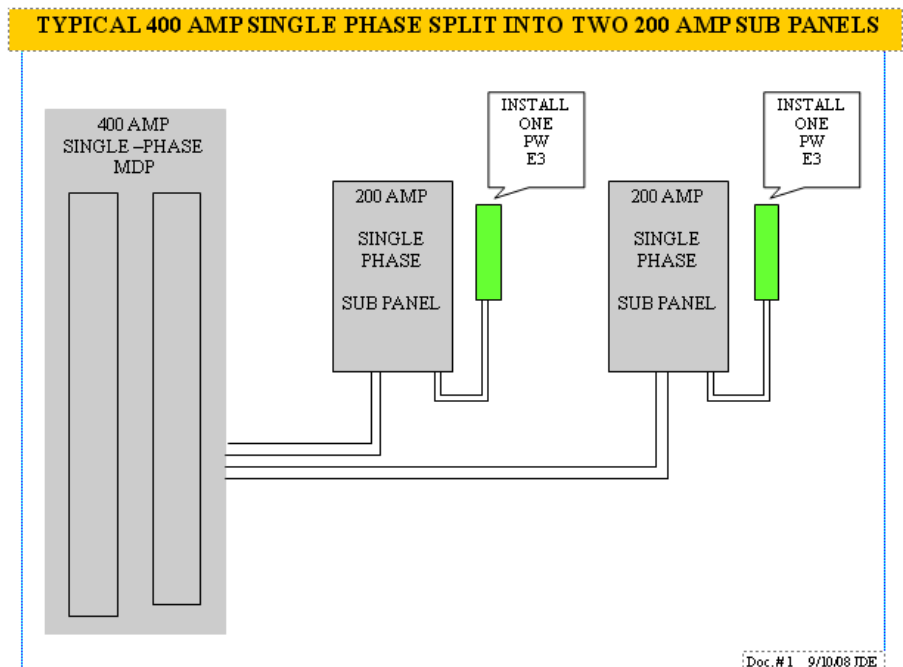 TYPICAL 400 AMP SINGLE PHASE SPLIT INTO TWO 200 AMP SUB PANELS
400 AMP
SINGLE –PHASE
MDP
200 AMP
SINGLE
PHASE
SUB PANEL
INSTALL
ONE
PW
E3
200 AMP
SINGLE
PHASE
SUB PANEL
INSTALL
ONE
PW
E3
Doc. # 1 9/10/08 JDE